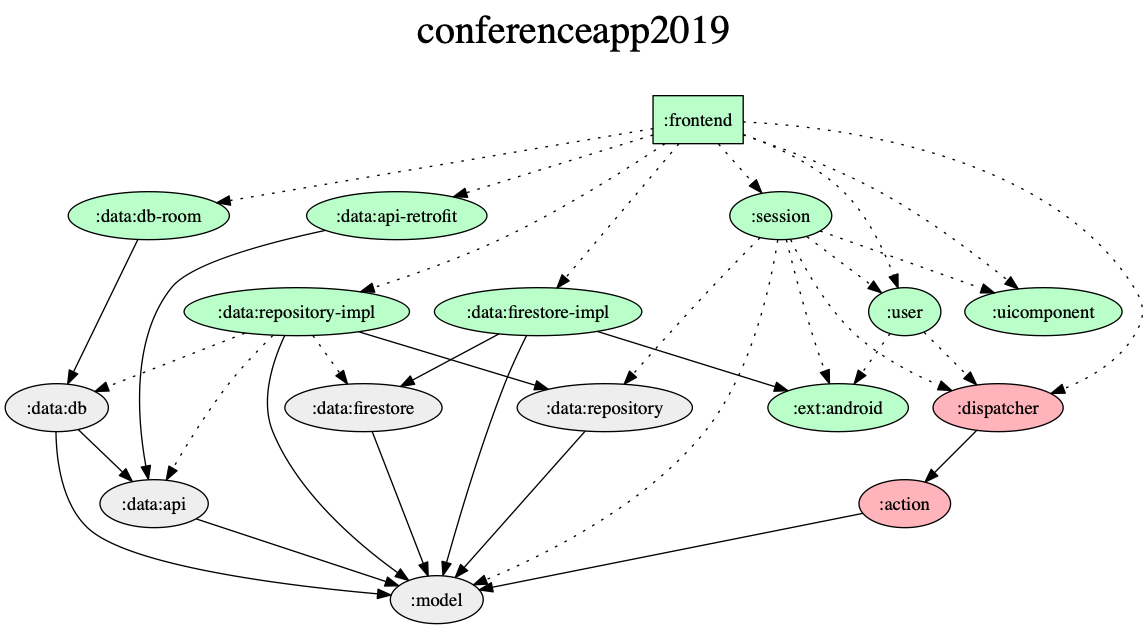 conferenceapp2019
:frontend
:data:db-room
:data:api-retrofit
:session
:data:repository-impl
:data:firestore-impl
:user
:uicomponent
:data:db
:data:firestore
:data:repository
:ext:android
:dispatcher
:data:api
:action
:model